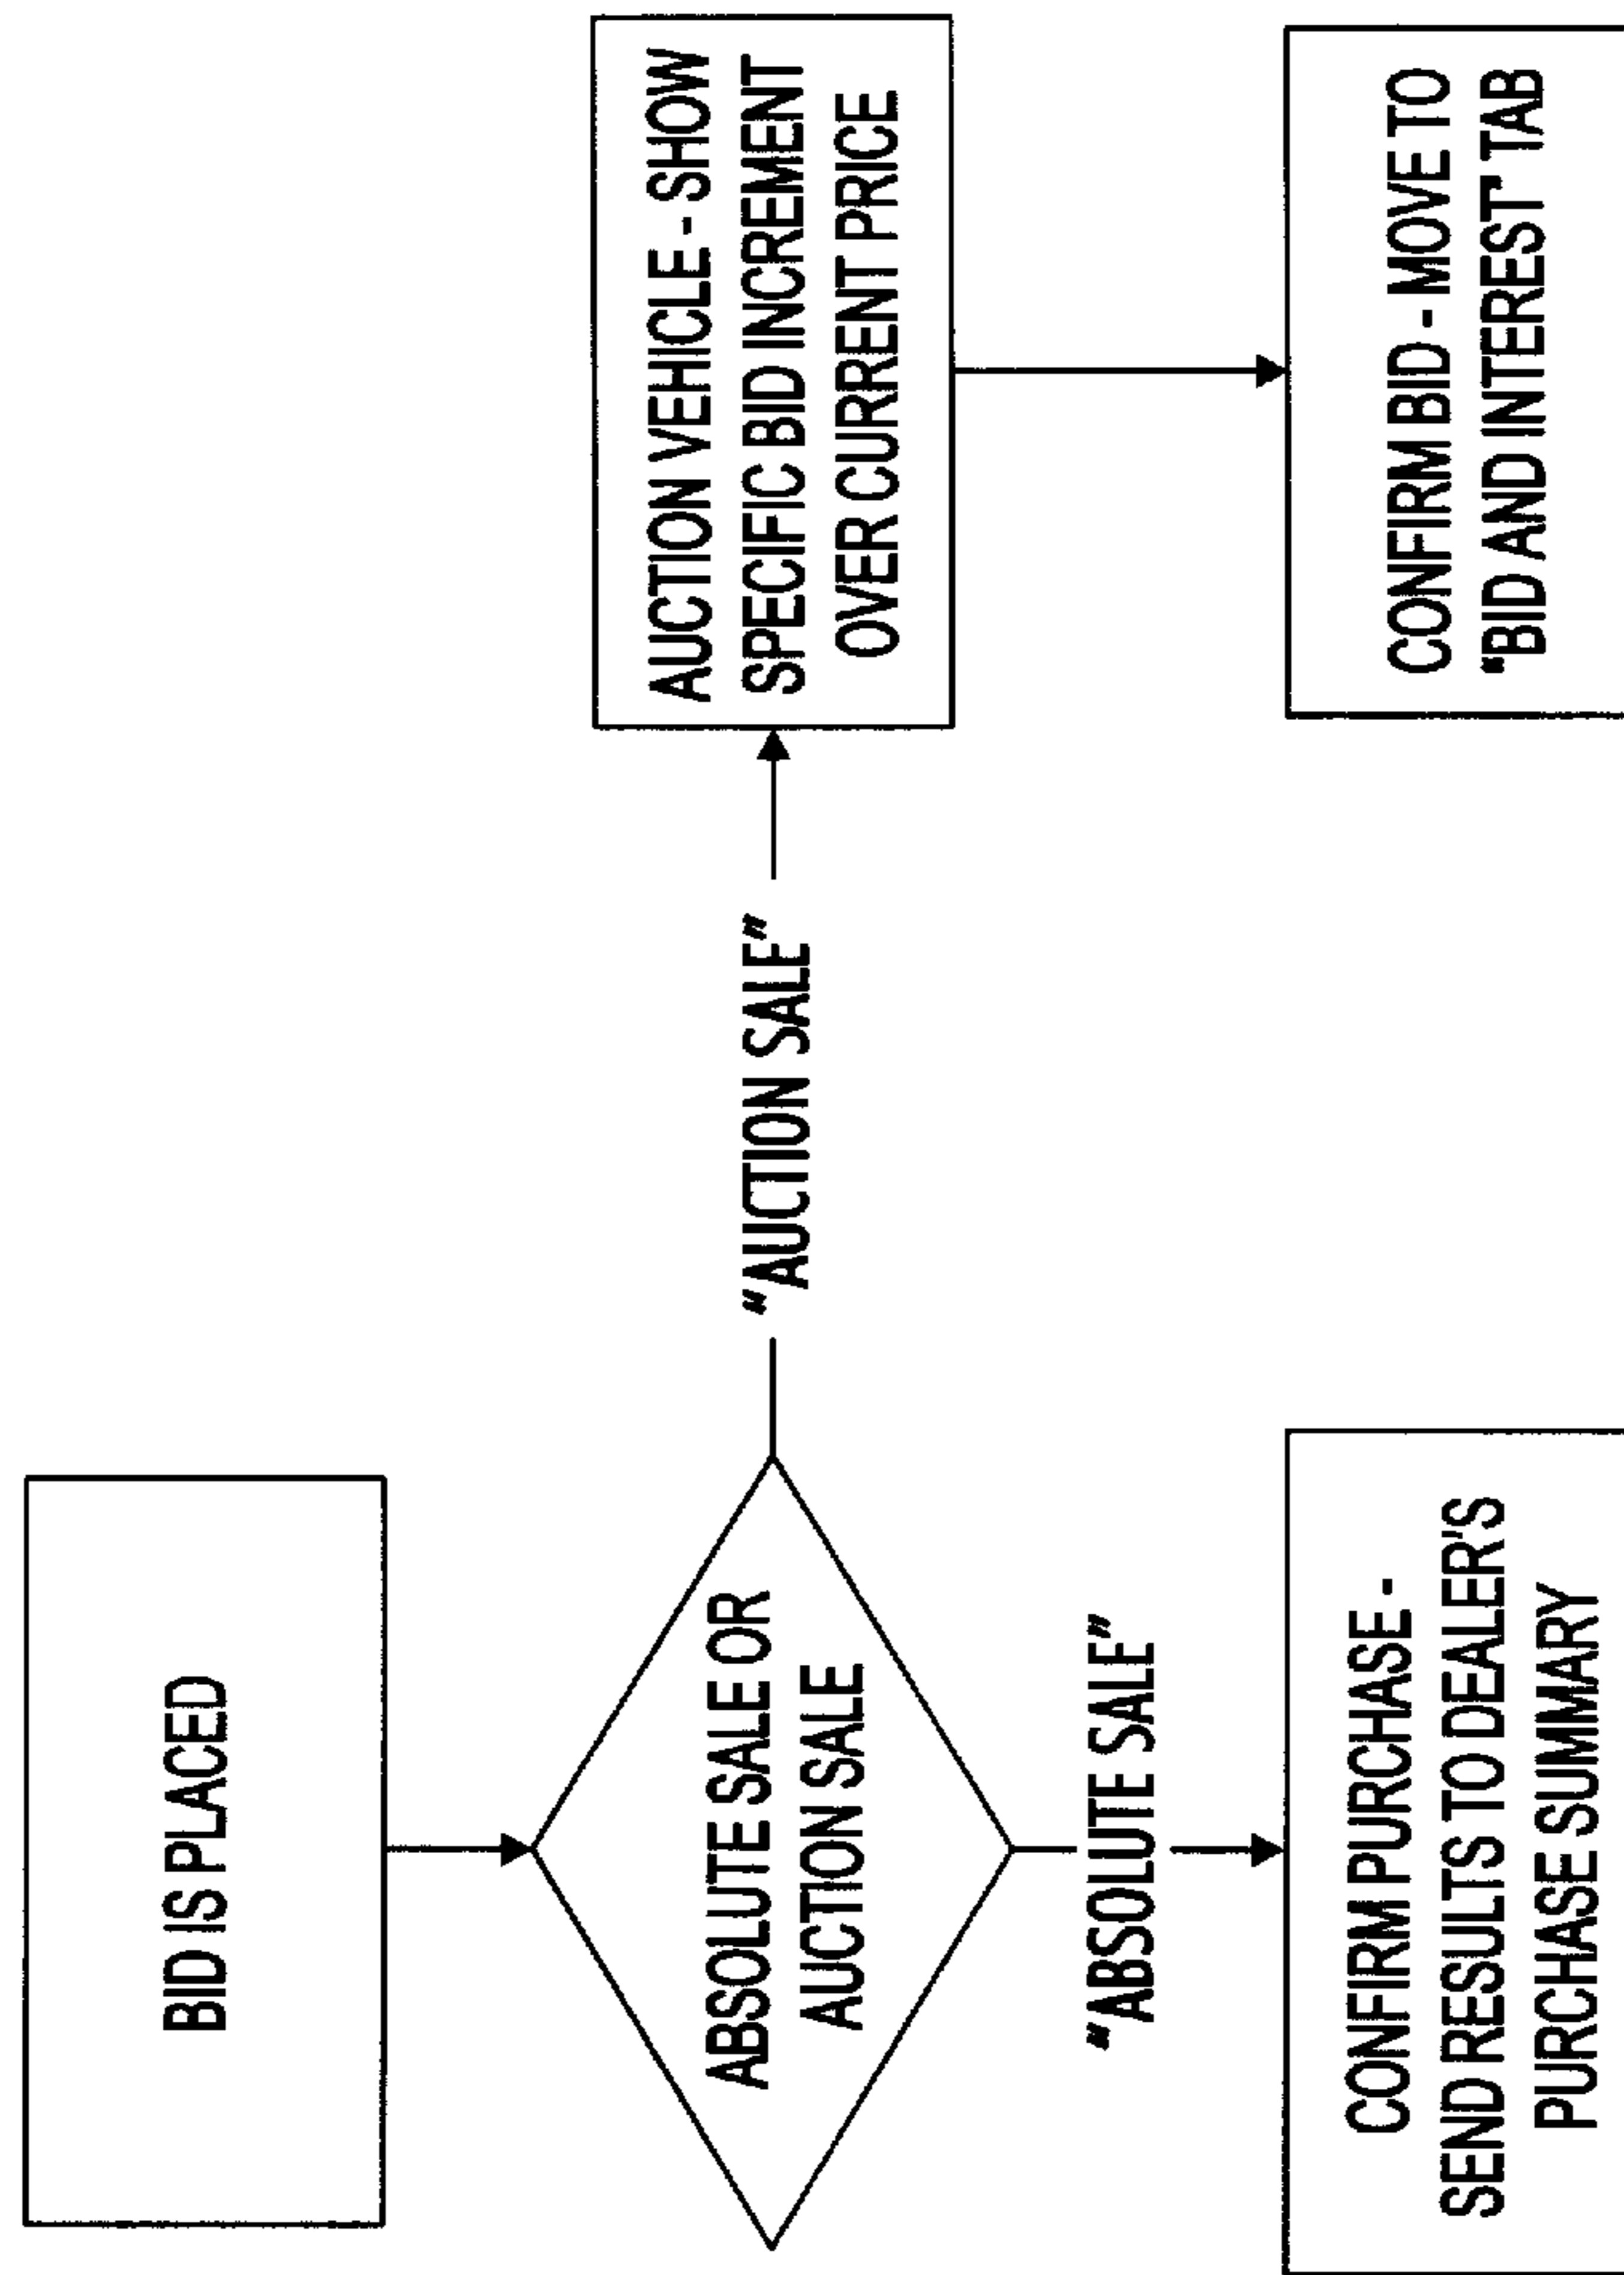 BID IS PLACED
ABSOLUTE SALE OR
AUCTION SALE
"AUCTION SALE"
AUCTION VEHICLE - SHOW
SPECIFIC BID INCREMENT
OVER CURRENT PRICE
"ABSOLUTE SALE"
CONFIRM PURCHASE -
SEND RESULTS TO DEALER'S
PURCHASE SUMMARY
CONFIRM BID - MOVE TO
"BID AND INTEREST" TAB